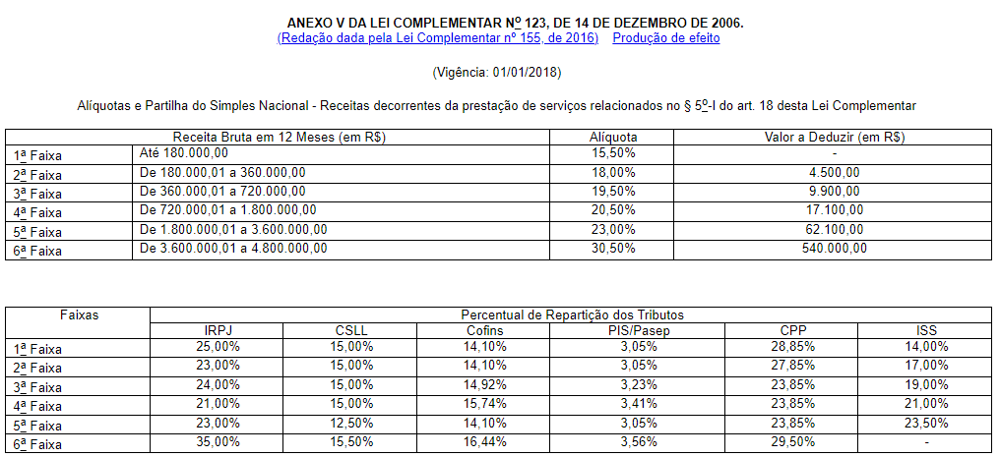 ANEXO V DA LEI COMPLEMENTAR Nº 123, DE 14 DE DEZEMBRO DE 2006.
(Redação dada pela Lei Complementar nº 155, de 2016) Produção de efeito
(Vigência: 01/01/2018)
Alíquotas e Partilha do Simples Nacional - Receitas decorrentes da prestação de serviços relacionados no § 5º-I do art. 18 desta Lei Complementar
Receita Bruta em 12 Meses (em R$) Alíquota Valor a Deduzir (em R$)
1ª Faixa Até 180.000,00 15,50% -
2ª Faixa De 180.000,01 a 360.000,00 18,00% 4.500,00
3ª Faixa De 360.000,01 a 720.000,00 19,50% 9.900,00
4ª Faixa De 720.000,01 a 1.800.000,00 20,50% 17.100,00
5ª Faixa De 1.800.000,01 a 3.600.000,00 23,00% 62.100,00
6ª Faixa De 3.600.000,01 a 4.800.000,00 30,50% 540.000,00
Faixas Percentual de Repartição dos Tributos
IRPJ CSLL Cofins PIS/Pasep CPP ISS
1ª Faixa 25,00% 15,00% 14,10% 3,05% 28,85% 14,00%
2ª Faixa 23,00% 15,00% 14,10% 3,05% 27,85% 17,00%
3ª Faixa 24,00% 15,00% 14,92% 3,23% 23,85% 19,00%
4ª Faixa 21,00% 15,00% 15,74% 3,41% 23,85% 21,00%
5ª Faixa 23,00% 12,50% 14,10% 3,05% 23,85% 23,50%
6ª Faixa 35,00% 15,50% 16,44% 3,56% 29,50% -